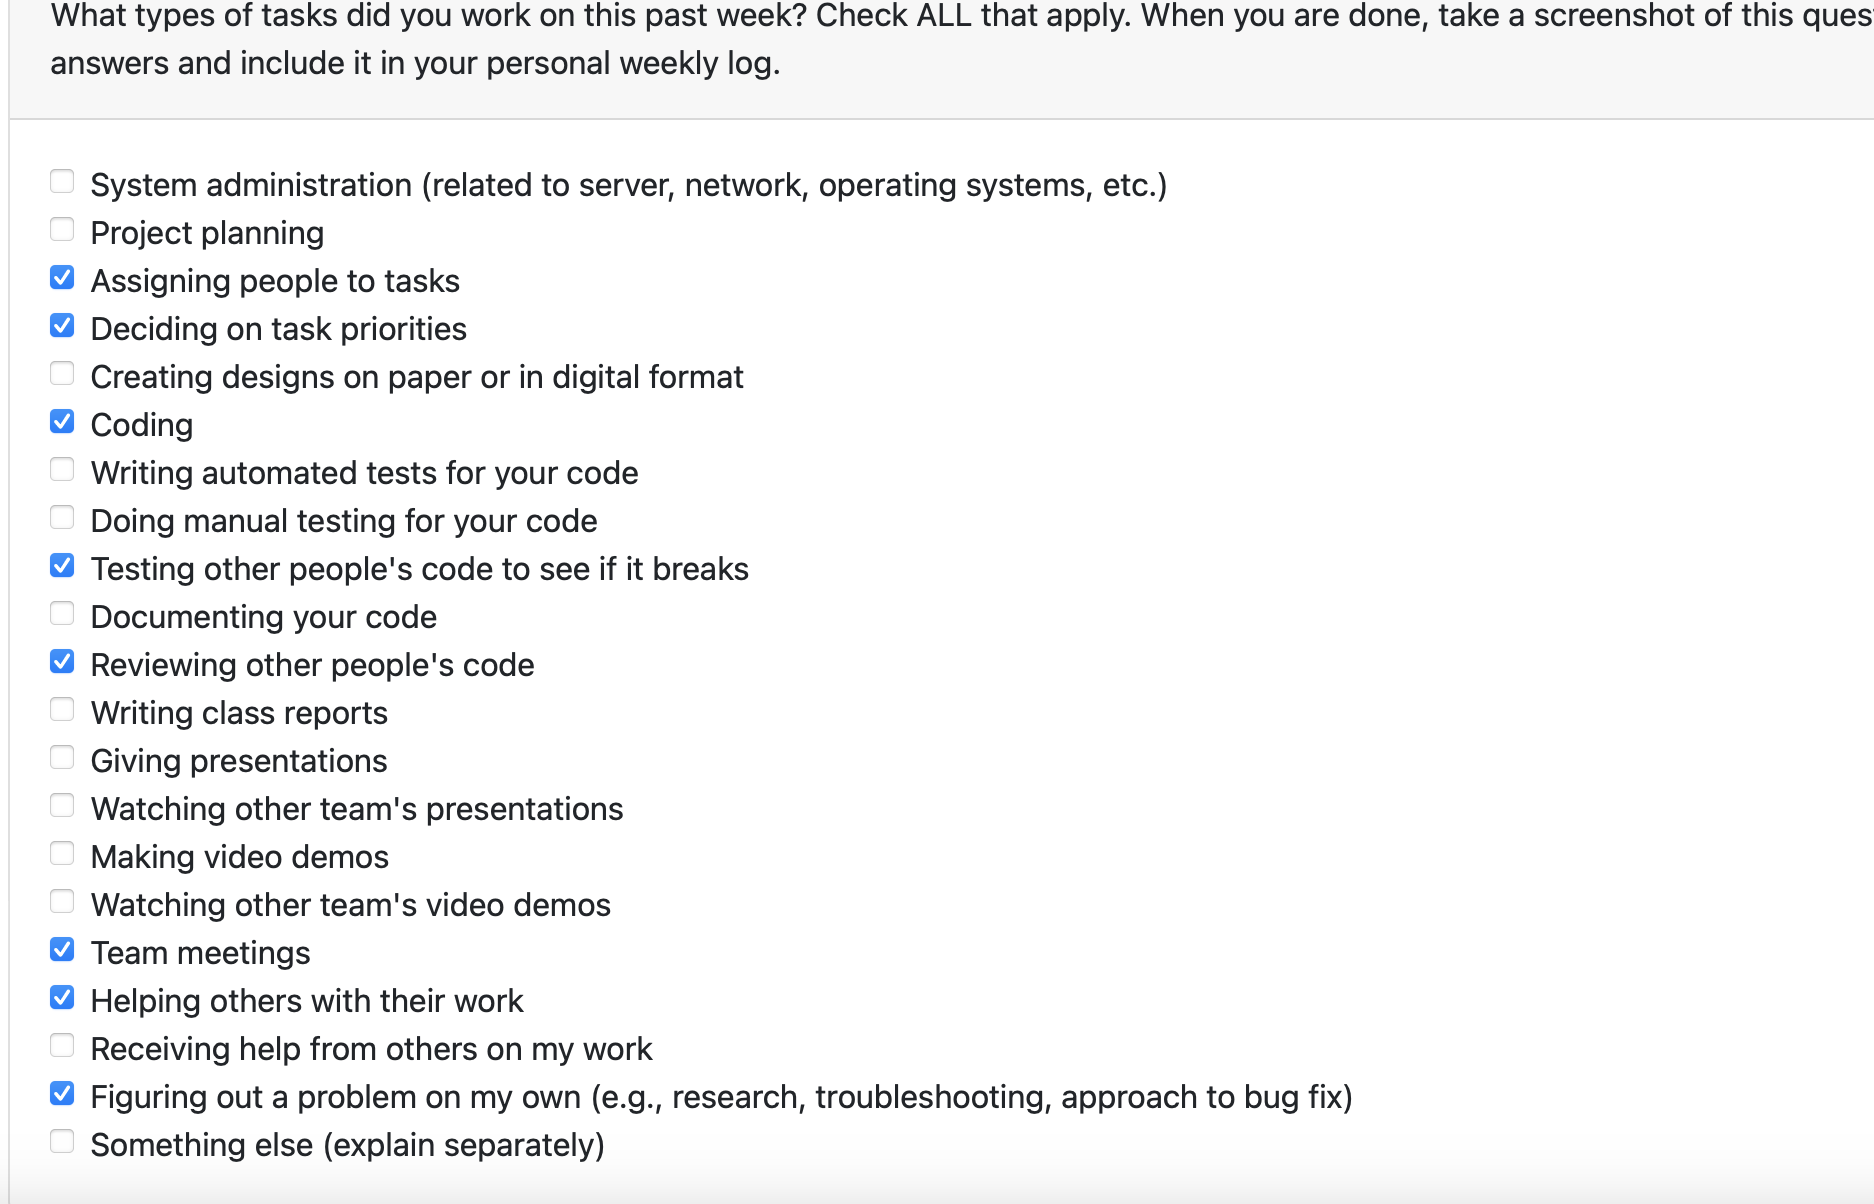 What types of tasks did you work on this past week? Check ALL that apply. When you are done, take a screenshot of this
answers and include it in your personal weekly log.
System administration (related to server, network, operating systems, etc.)
Project planning
Assigning people to tasks
Deciding on task priorities
Creating designs on paper or in digital format
Coding
Writing automated tests for your code
Doing manual testing for your code
Testing other people's code to see if it breaks
Documenting your code
Reviewing other people's code
Writing class reports
Giving presentations
Watching other team's presentations
Making video demos
Watching other team's video demos
Team meetings
Helping others with their work
Receiving help from others on my work
Figuring out a problem on my own (e.g., research, troubleshooting, approach to bug fix)
Something else (explain separately)